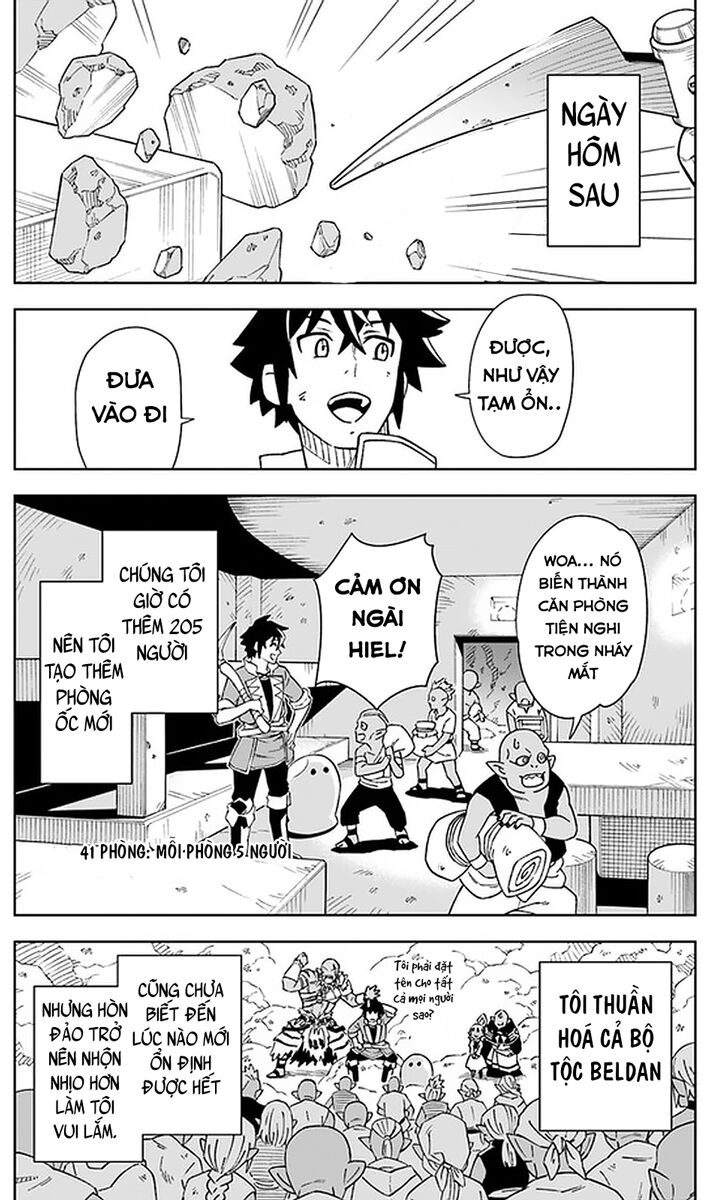 NGÀY
HÔM
SAU
ĐƯỢC,
NHƯ VẬY
TẠM ỔN..
ĐƯA
VÀO ĐI
WOA... NÓ
BIẾN THÀNH
CĂN PHÒNG
TIỆN NGHI
TRONG NHÁY
MẮT
CẢM ƠN
NGÀI
HIEL!
CHÚNG TÔI
GIỜ CÓ
THÊM 205
NGƯỜI
NÊN TÔI
TẠO THÊM
PHÒNG
ỐC MỚI
41 PHÒNG: MỖI PHÒNG 5 NGƯỜI
TÔI THUẦN
HOÁ CẢ BỘ
TỘC BELDAN
Tôi phải đặt
tên cho tất
cả mọi người
sao?
CŨNG CHƯA
BIẾT ĐẾN
LÚC NÀO MỚI
ỔN ĐỊNH
ĐƯỢC HẾT
NHƯNG HÒN
ĐẢO TRỞ
NÊN NHỘN
NHỊO HƠN
LÀM TÔI
VUI LẮM.